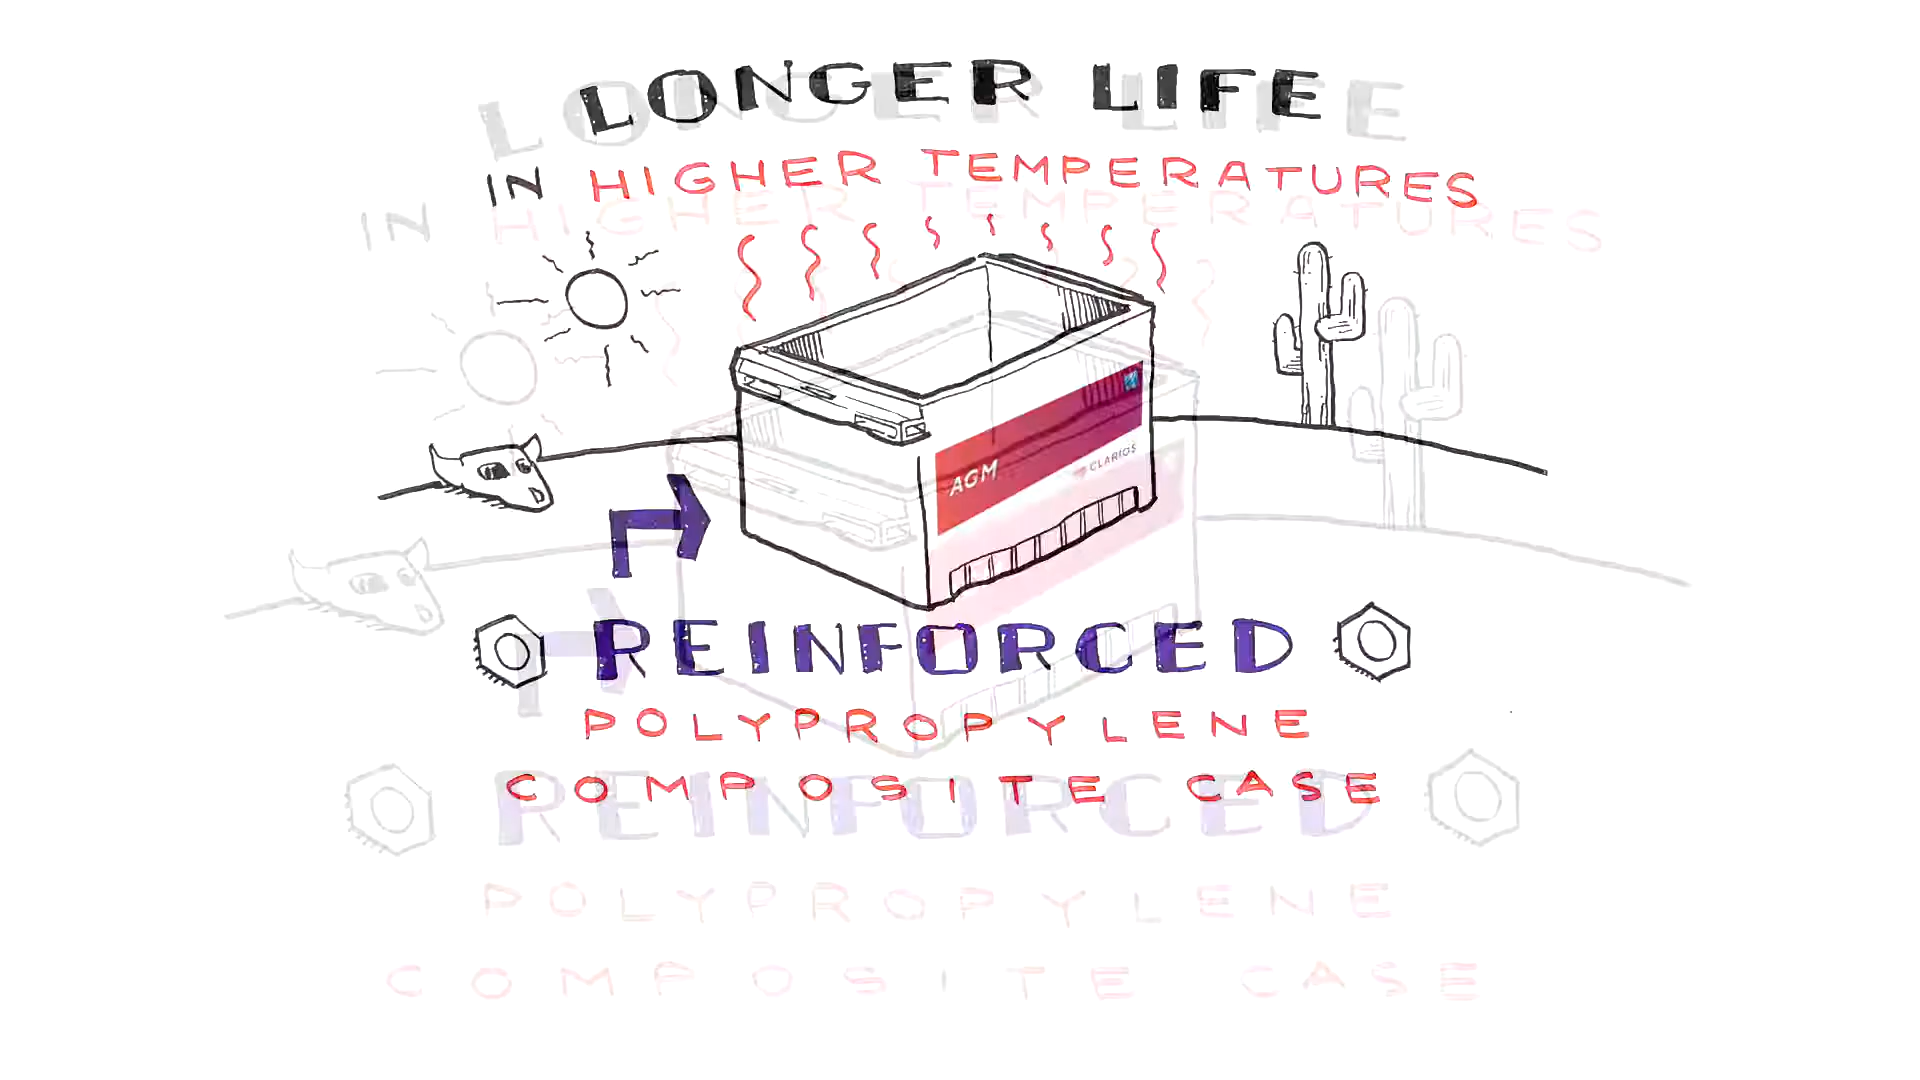 LONGER LIFE
IN HIGHER TEMPERATURES
AGM
CLARIOS
REINFORCED
POLYPROPYLENE
COMPOSITE CASE